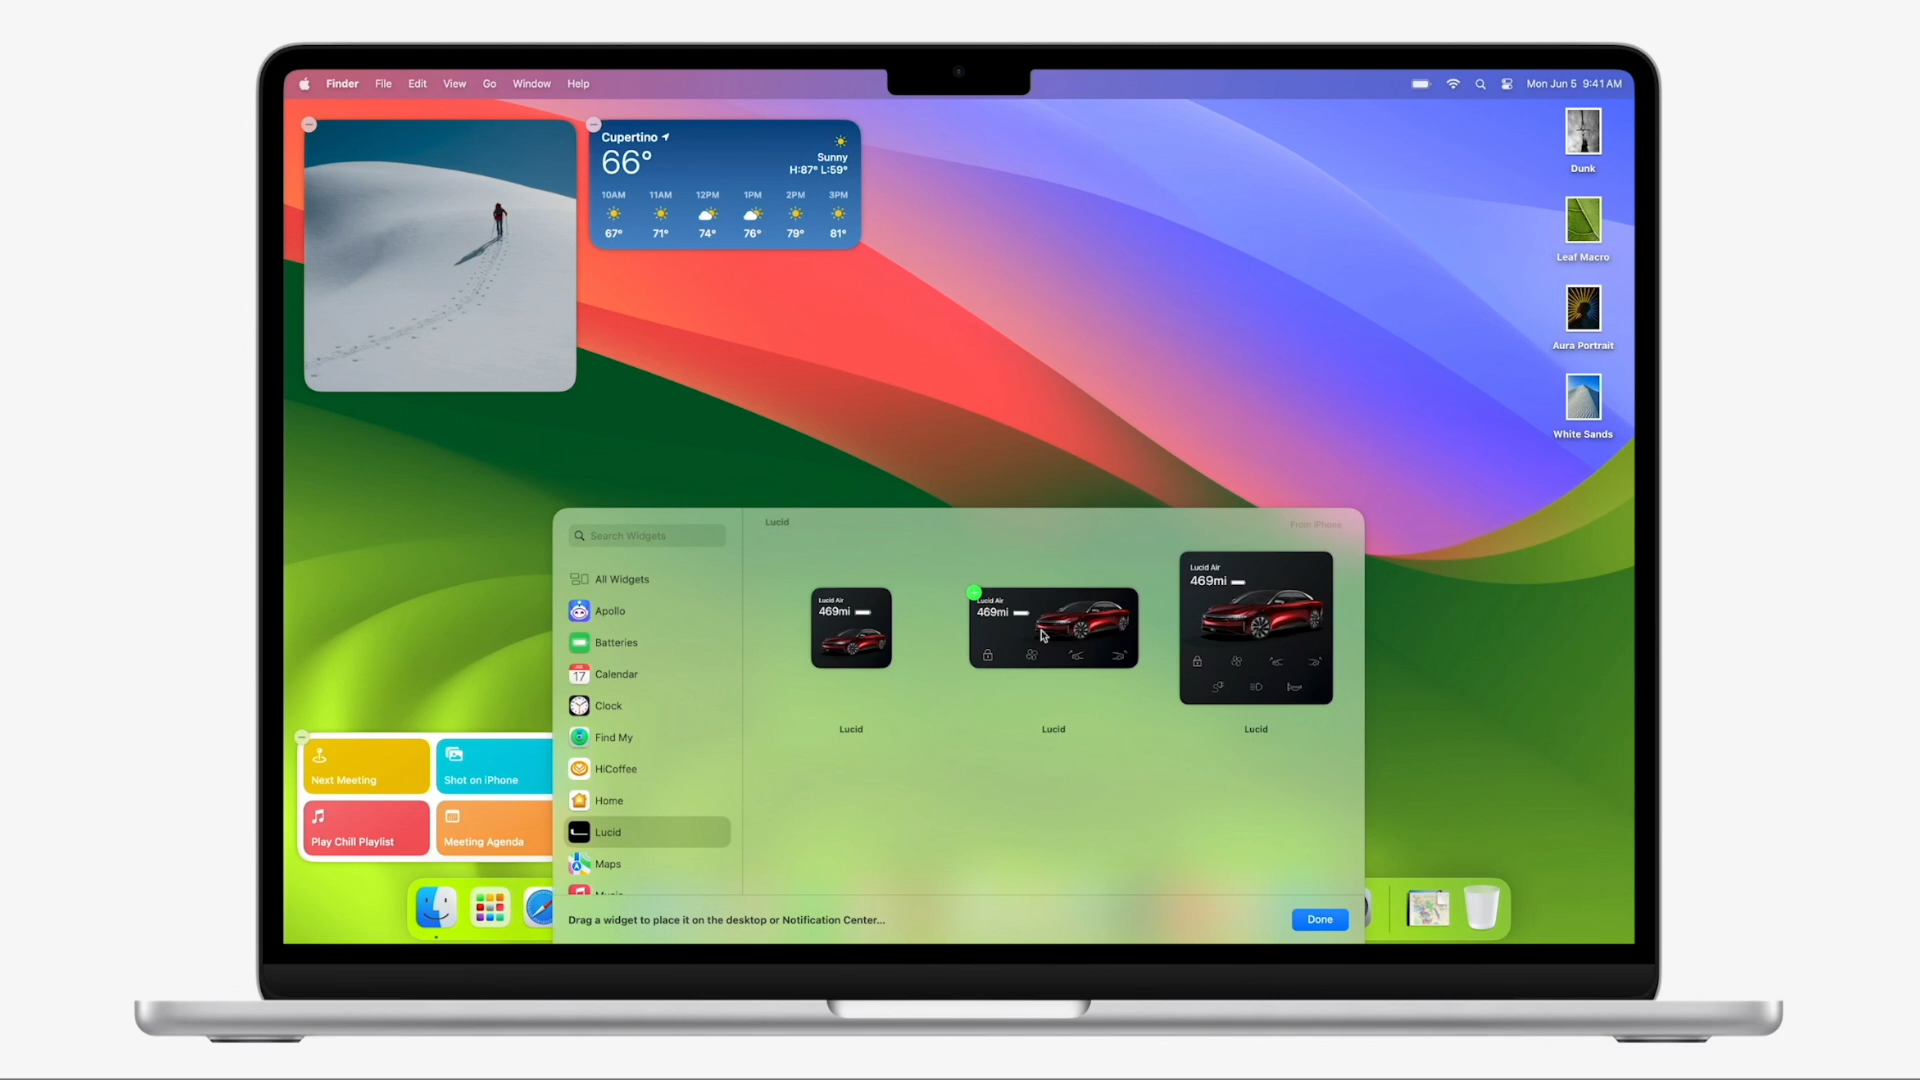 Finder File Edit View Go Window Help
Mon Jun 5 9:41 AM
Cupertino
66°
Sunny
H:87° L:59°
10AM 11AM 12PM 1PM 2PM 3PM
67° 71° 74° 76° 79° 81°
Dunk
Leaf Macro
Aura Portrait
White Sands
Next Meeting
Shot on iPhone
Play Chill Playlist
Meeting Agenda
Search Widgets
All Widgets
Apollo
Batteries
17
Calendar
Clock
Find My
HiCoffee
Home
Lucid
Maps
Lucid
From iPhone
Lucid Air
469mi
Lucid
Lucid Air
469mi
Lucid
Lucid Air
469mi
Lucid
Drag a widget to place it on the desktop or Notification Center...
Done